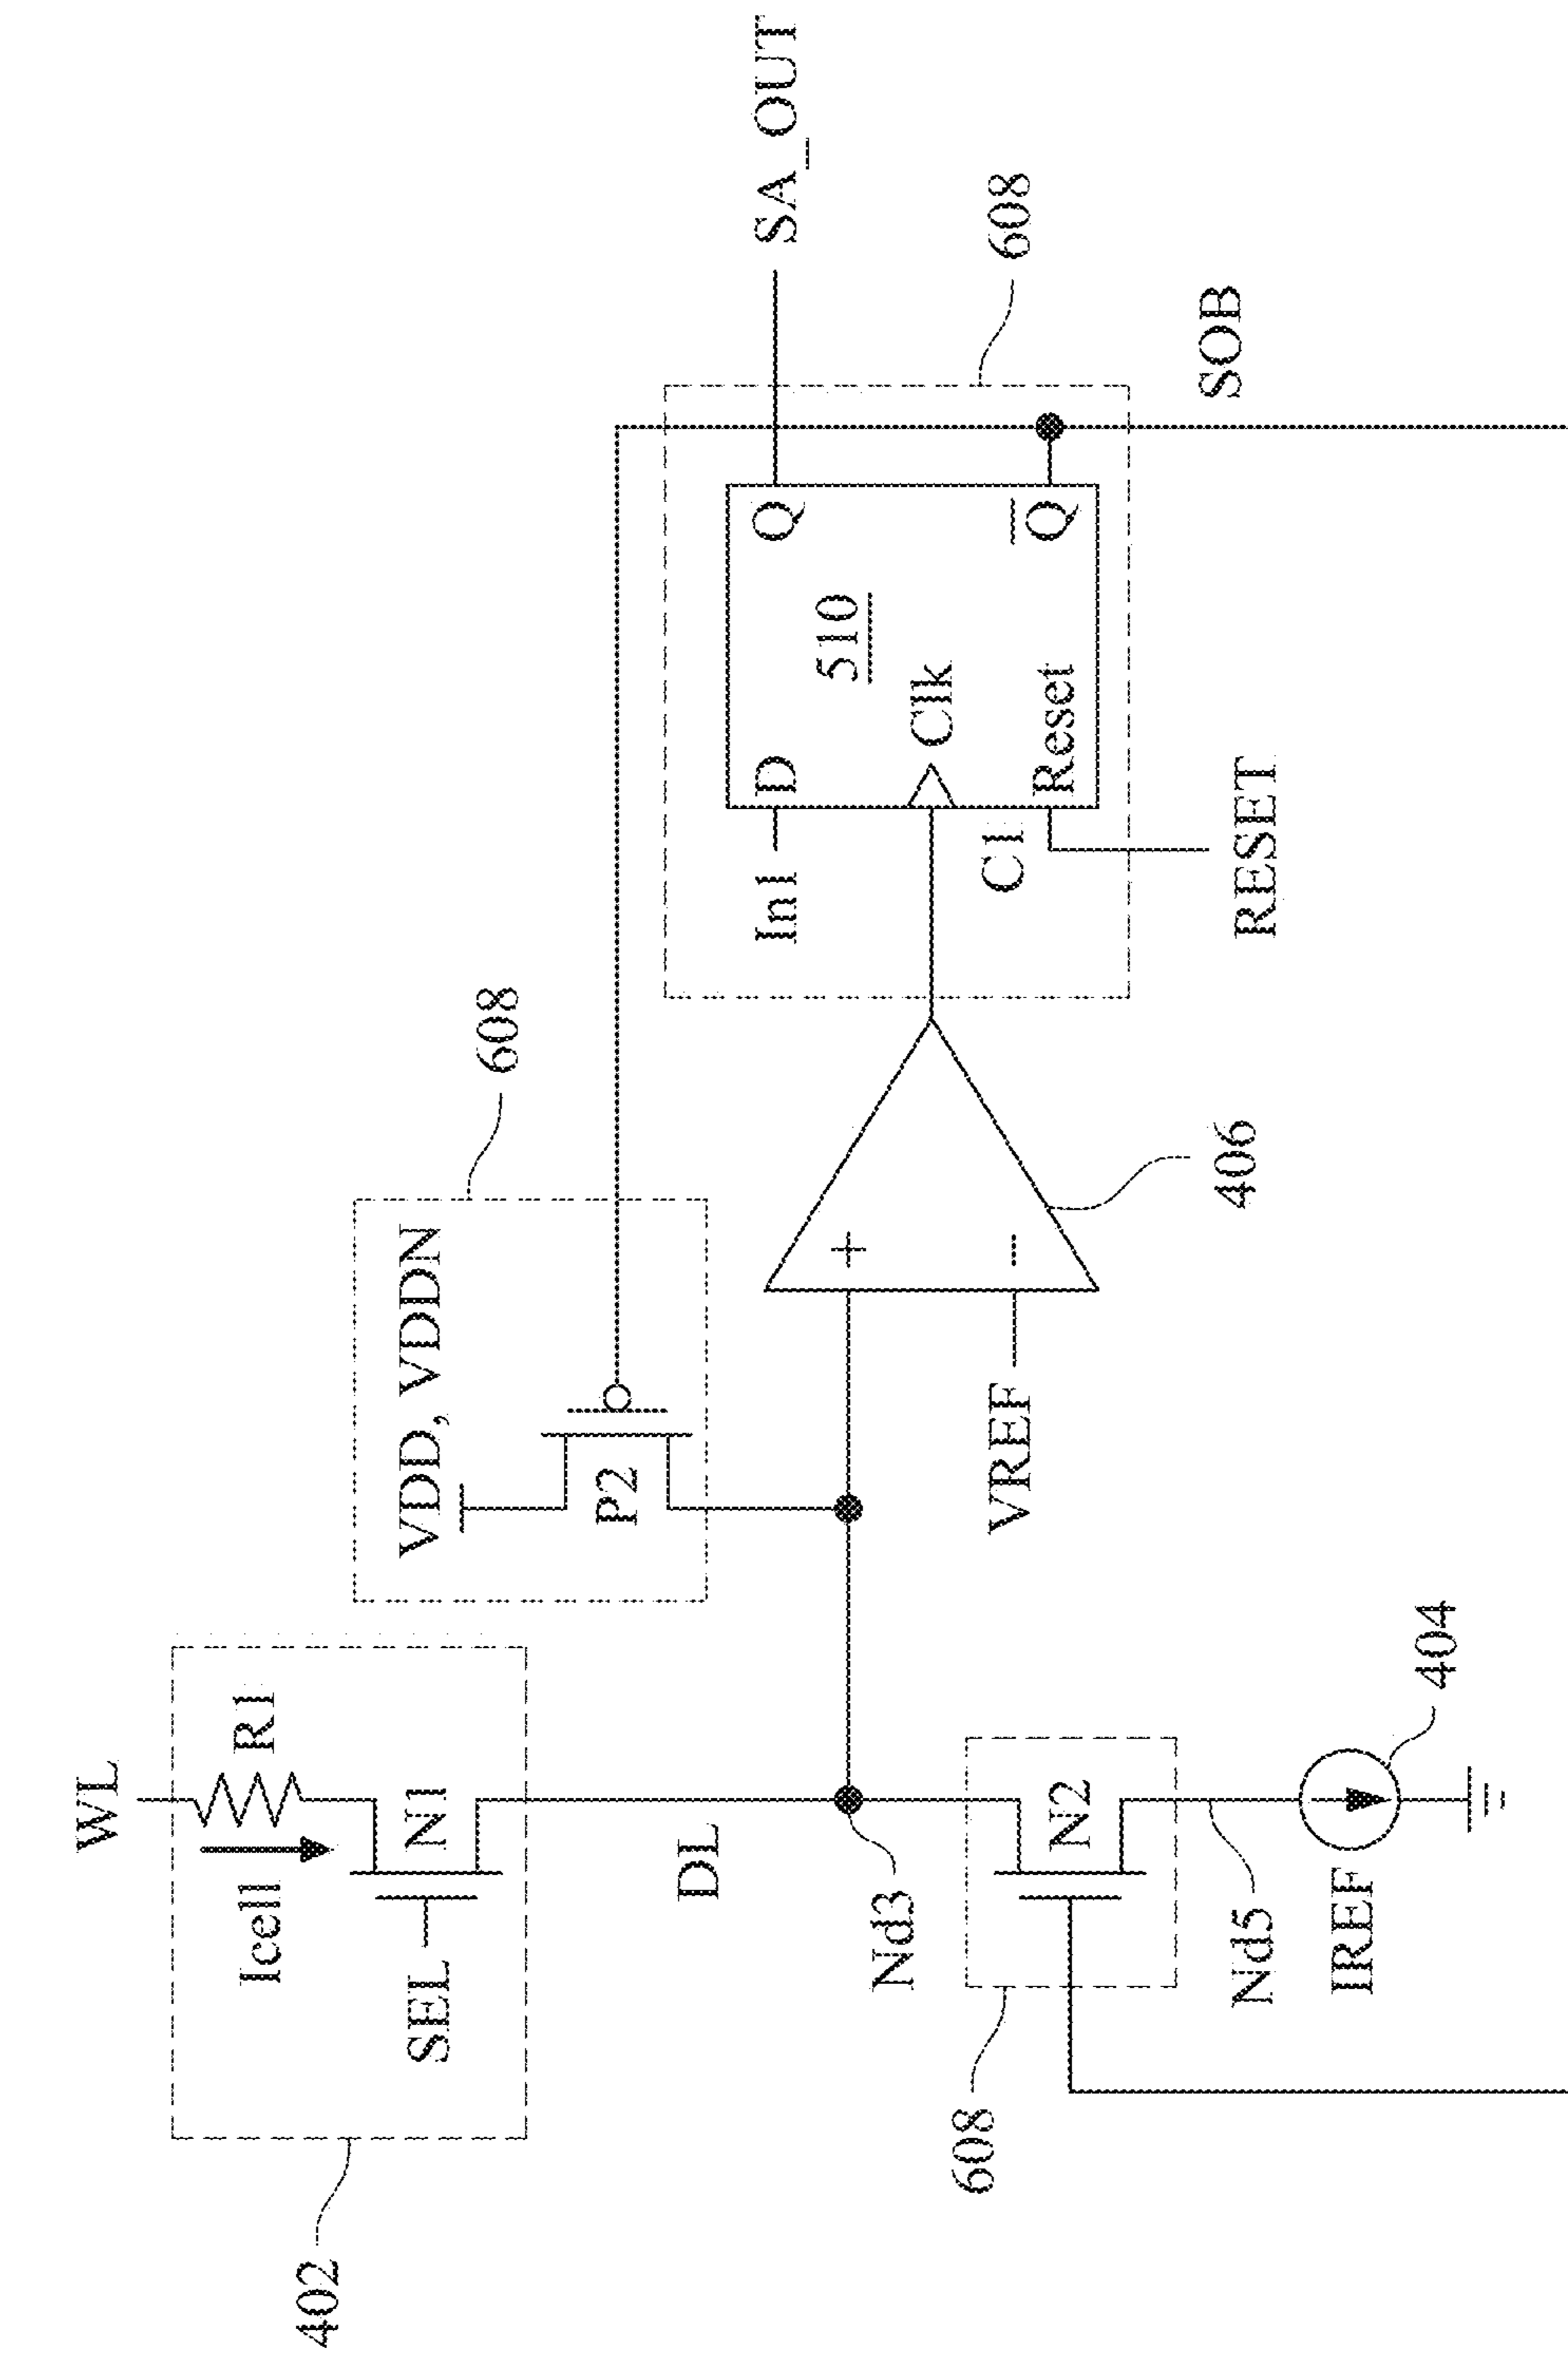 WL
402
R1
Icell
N1
SEL
DL
VDD, VDDN
608
P2
SA_OUT
In1
D
Q
510
Clk
C1
Reset
Q̅
608
RESET
SOB
Nd3
+
−
VREF
406
608
N2
Nd5
IREF
404